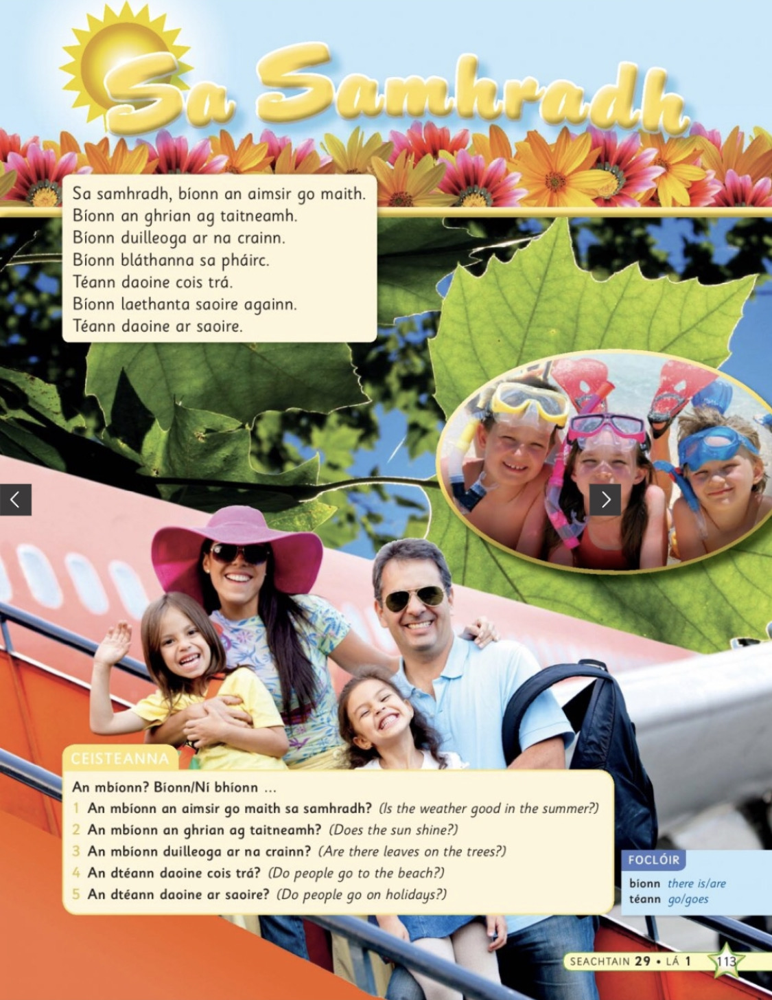 Sa Samhradh
Sa samhradh, bíonn an aimsir go maith.
Bíonn an ghrian ag taitneamh.
Bíonn duilleoga ar na crainn.
Bíonn bláthanna sa pháirc.
Téann daoine cois trá.
Bíonn laethanta saoire againn.
Téann daoine ar saoire.
CEISTEANNA
An mbíonn? Bíonn/Ní bhíonn ...
1 An mbíonn an aimsir go maith sa samhradh? (Is the weather good in the summer?)
2 An mbíonn an ghrian ag taitneamh? (Does the sun shine?)
3 An mbíonn duilleoga ar na crainn? (Are there leaves on the trees?)
4 An dtéann daoine cois trá? (Do people go to the beach?)
5 An dtéann daoine ar saoire? (Do people go on holidays?)
FOCLÓIR
bíonn there is/are
téann go/goes
SEACHTAIN 29 • LÁ 1 113